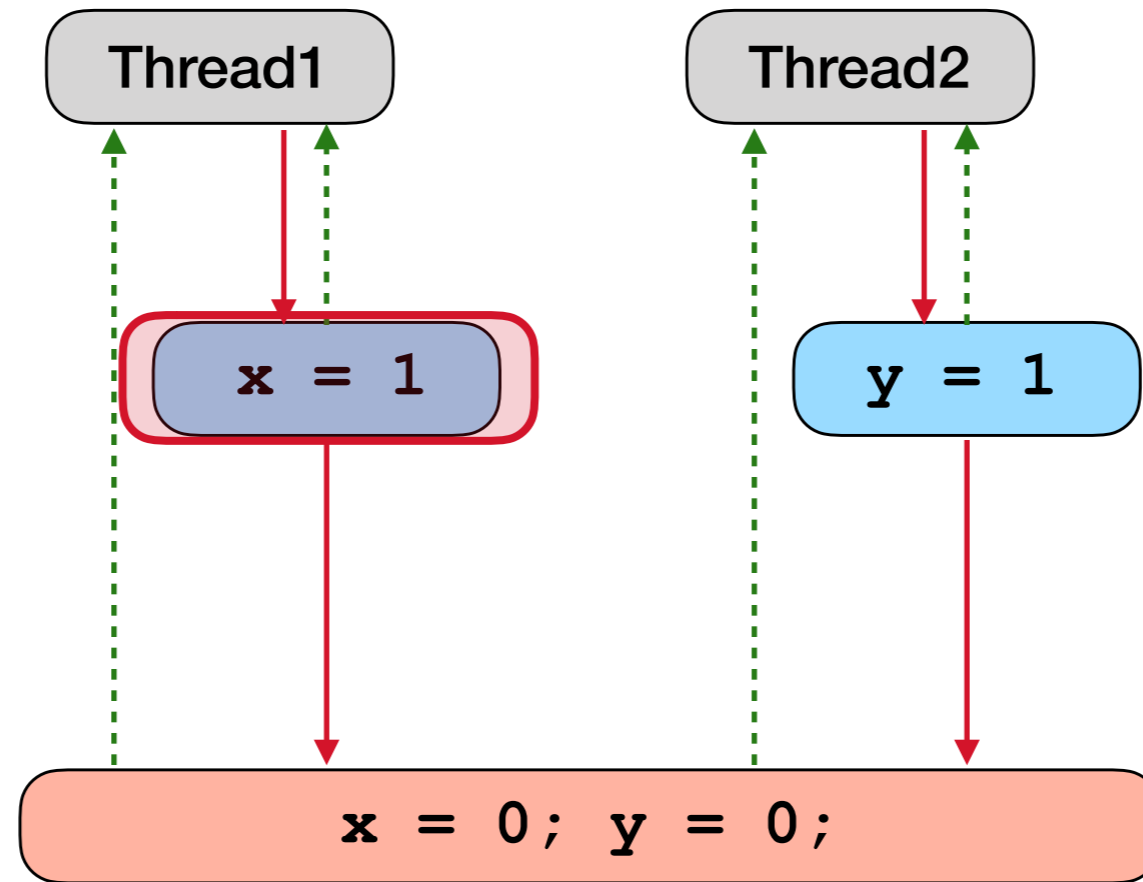 Thread1
Thread2
x = 1
y = 1
x = 0; y = 0;